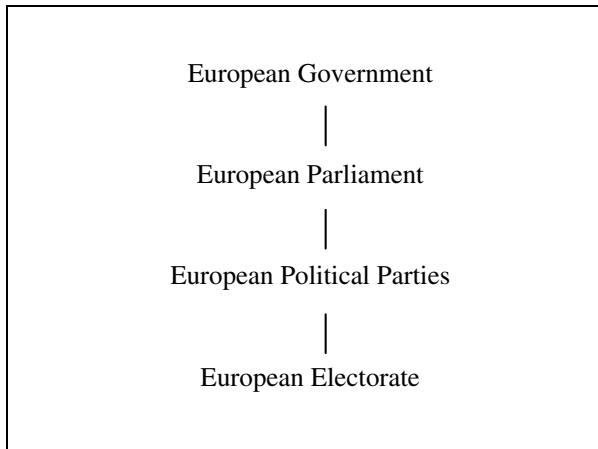 European Government
European Parliament
European Political Parties
European Electorate